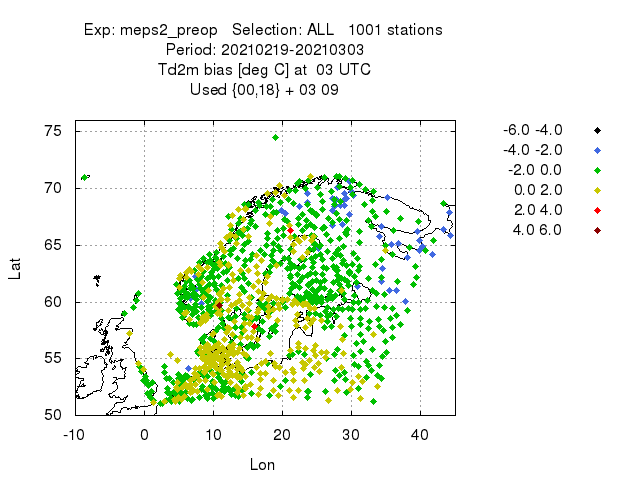 Exp: meps2_preop   Selection: ALL   1001 stations
Period: 20210219-20210303
Td2m bias [deg C] at  03 UTC
Used {00,18} + 03 09
-6.0 -4.0
-4.0 -2.0
-2.0 0.0
0.0 2.0
2.0 4.0
4.0 6.0
75
70
65
60
55
50
Lat
-10 0 10 20 30 40
Lon